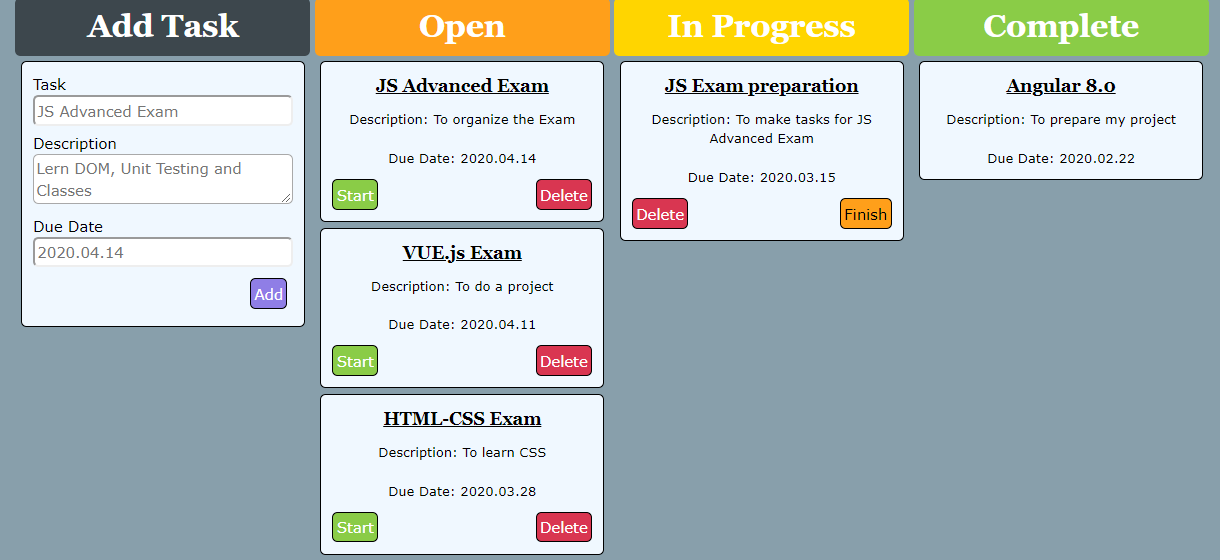 Add Task
Task
JS Advanced Exam
Description
Lern DOM, Unit Testing and
Classes
Due Date
2020.04.14
Add
Open
JS Advanced Exam
Description: To organize the Exam
Due Date: 2020.04.14
Start
Delete
VUE.js Exam
Description: To do a project
Due Date: 2020.04.11
Start
Delete
HTML-CSS Exam
Description: To learn CSS
Due Date: 2020.03.28
Start
Delete
In Progress
JS Exam preparation
Description: To make tasks for JS
Advanced Exam
Due Date: 2020.03.15
Delete
Finish
Complete
Angular 8.0
Description: To prepare my project
Due Date: 2020.02.22